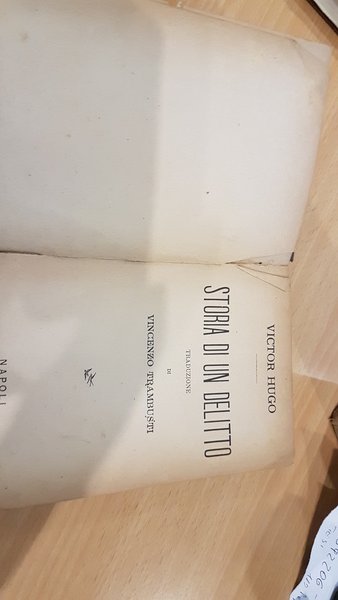 VICTOR HUGO
STORIA DI UN DELITTO
TRADUZIONE
DI
VINCENZO TRAMBUSTI
NAPOLI